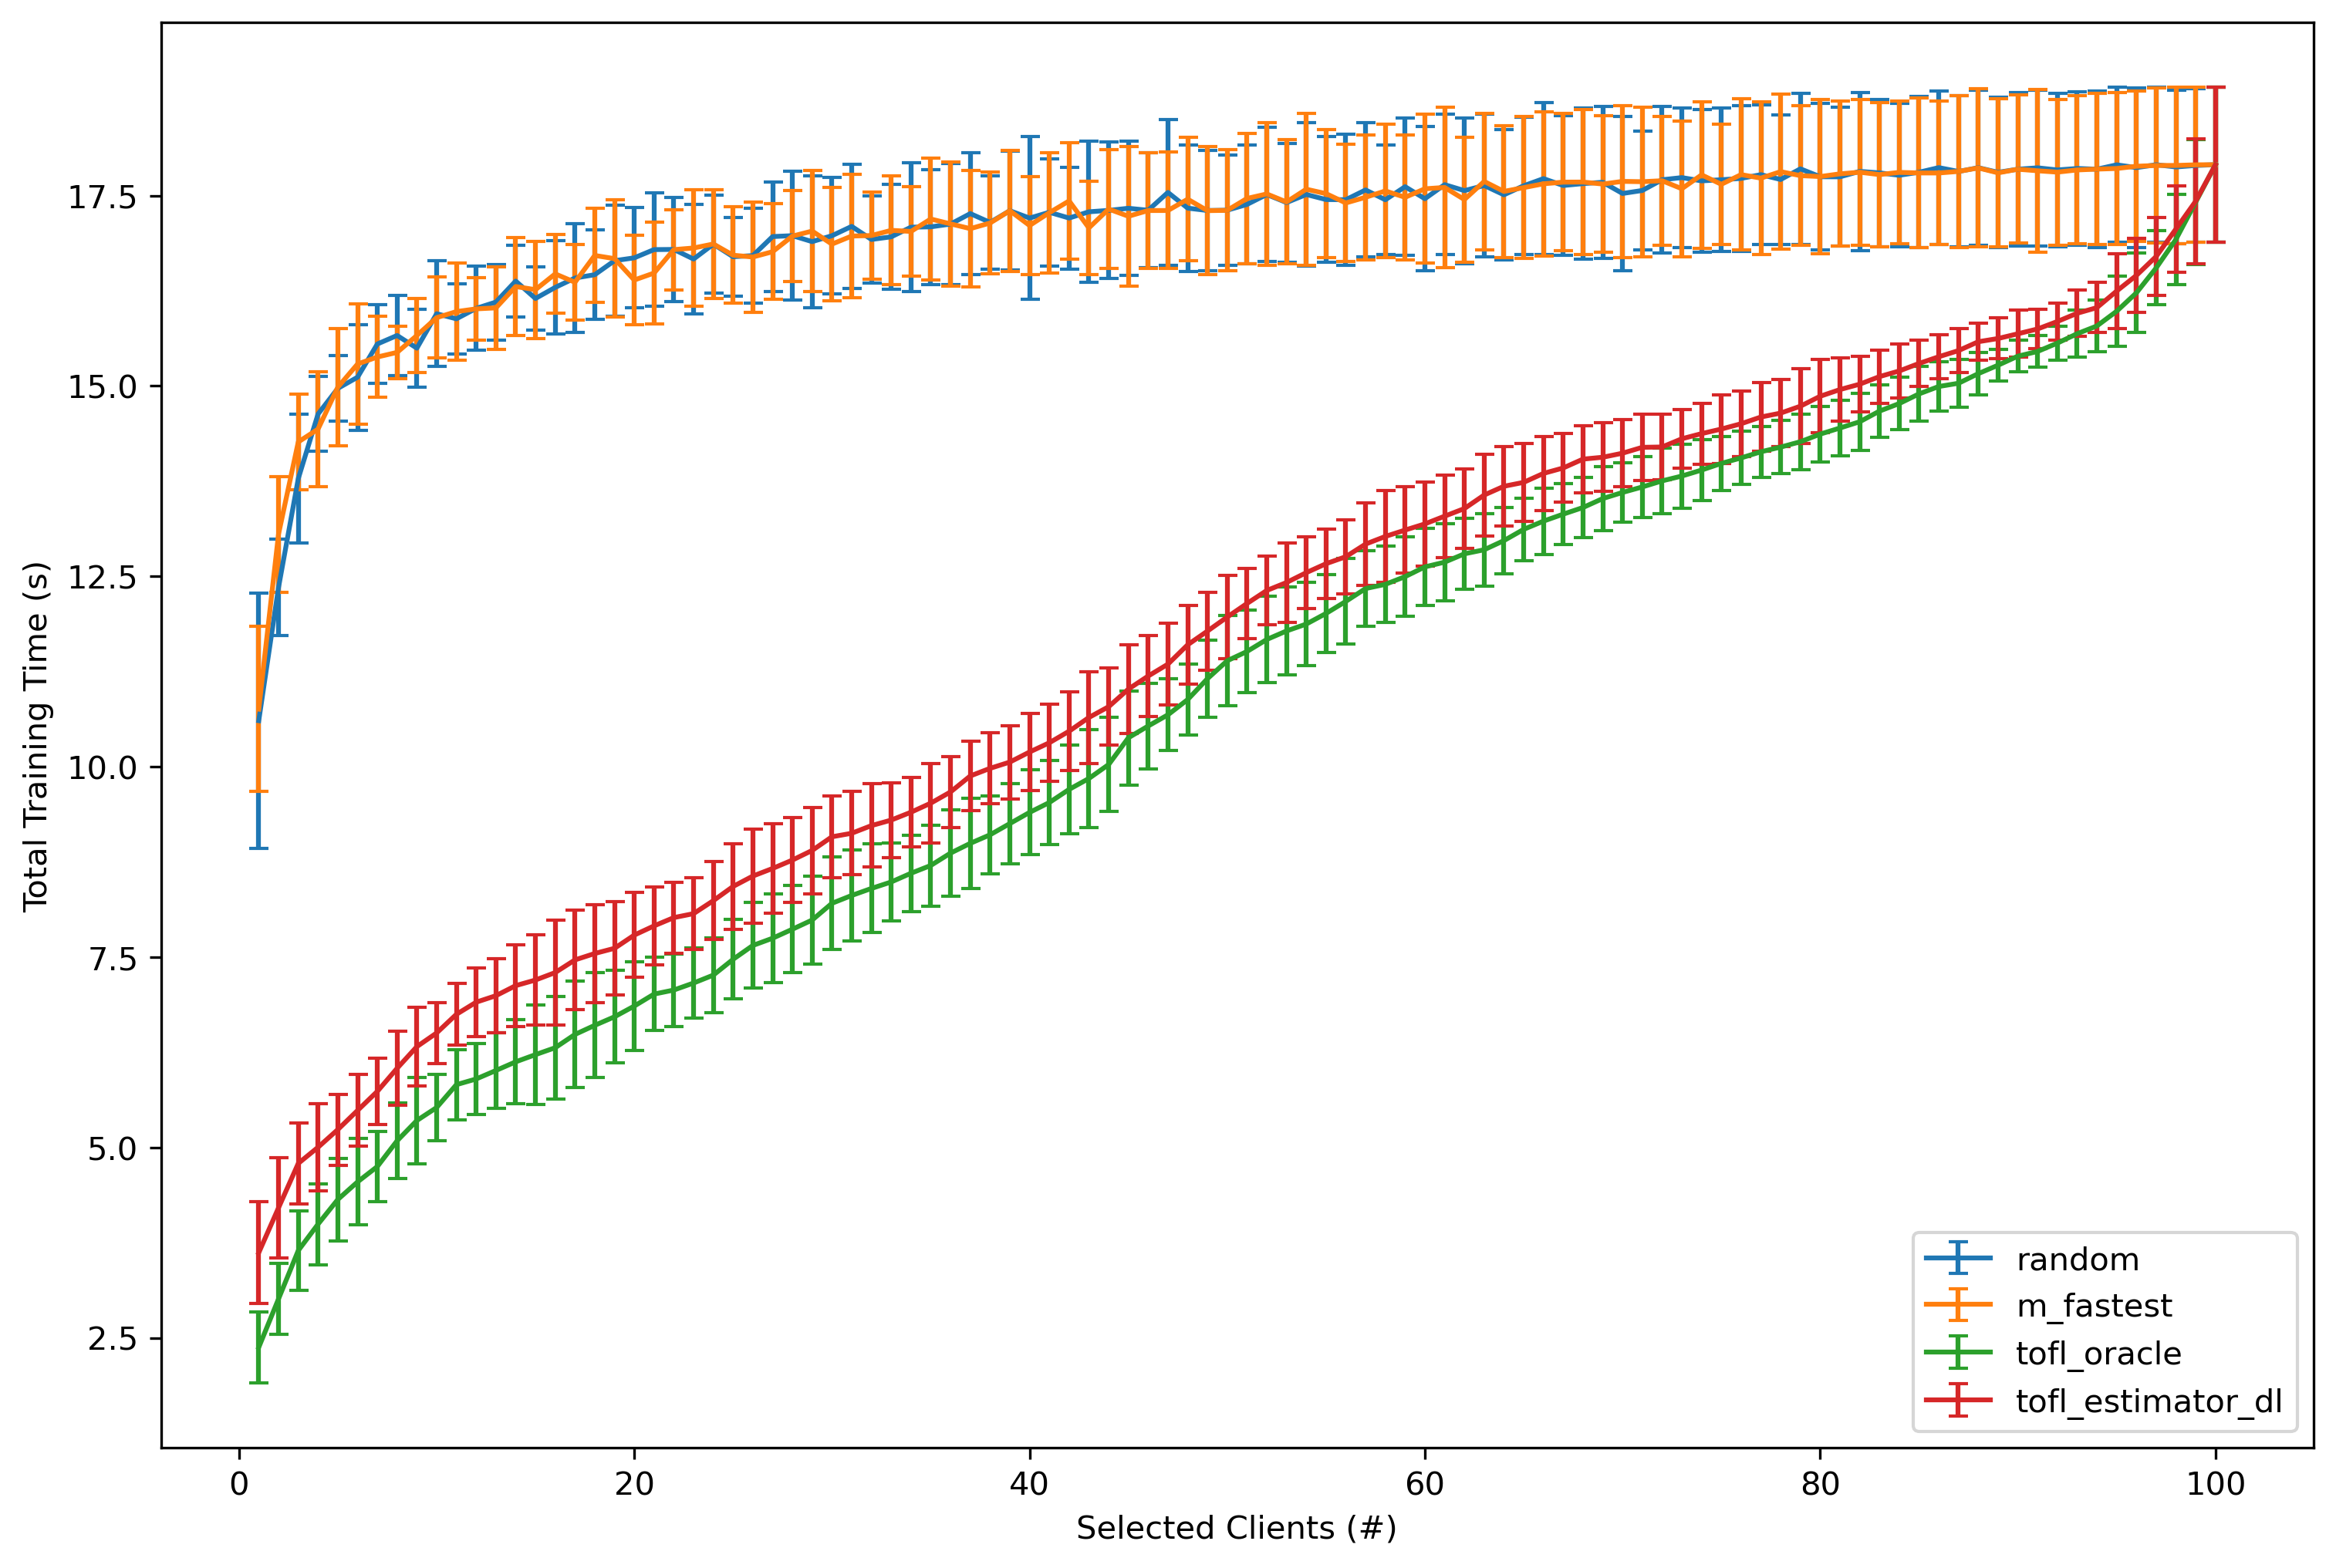 Total Training Time (s)
17.5
15.0
12.5
10.0
7.5
5.0
2.5
0 20 40 60 80 100
Selected Clients (#)
random
m_fastest
tofl_oracle
tofl_estimator_dl